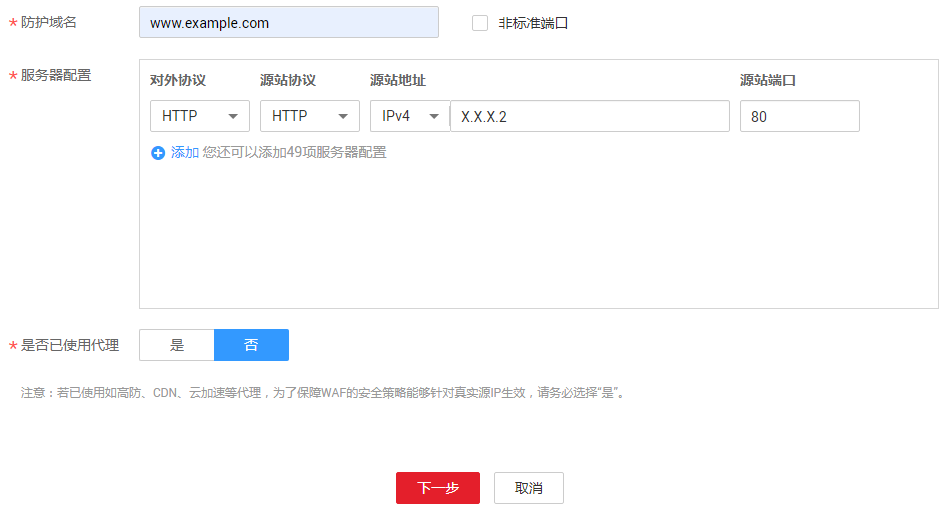 * 防护域名 www.example.com 非标准端口
* 服务器配置 对外协议 源站协议 源站地址 源站端口
HTTP HTTP IPv4 X.X.X.2 80
添加 您还可以添加49项服务器配置
* 是否已使用代理 是 否
注意：若已使用如高防、CDN、云加速等代理，为了保障WAF的安全策略能够针对真实源IP生效，请务必选择“是”。
下一步 取消